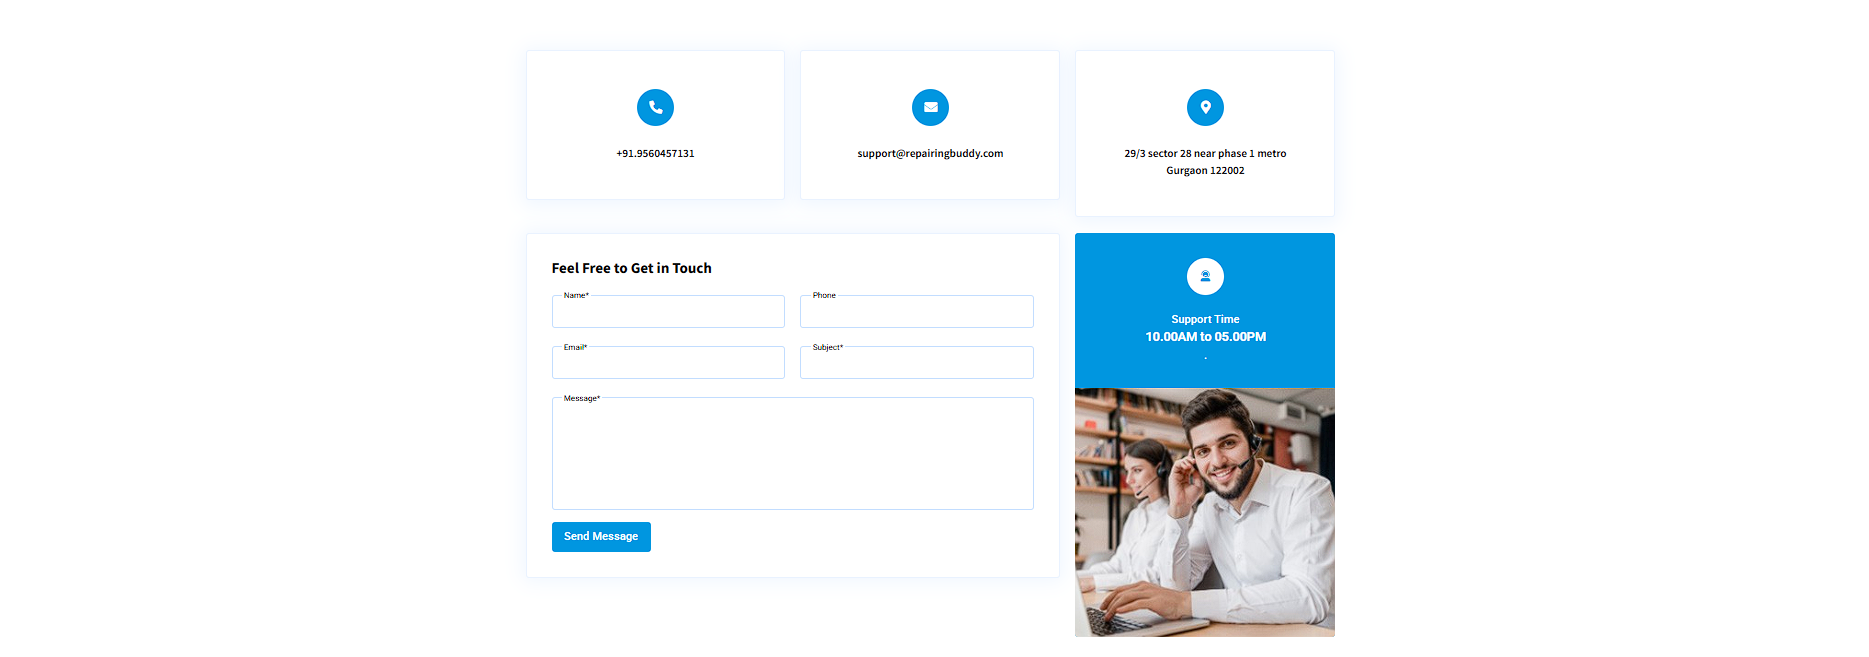 +91.9560457131
support@repairingbuddy.com
29/3 sector 28 near phase 1 metro
Gurgaon 122002
Feel Free to Get in Touch
Name*
Phone
Email*
Subject*
Message*
Send Message
Support Time
10.00AM to 05.00PM
.